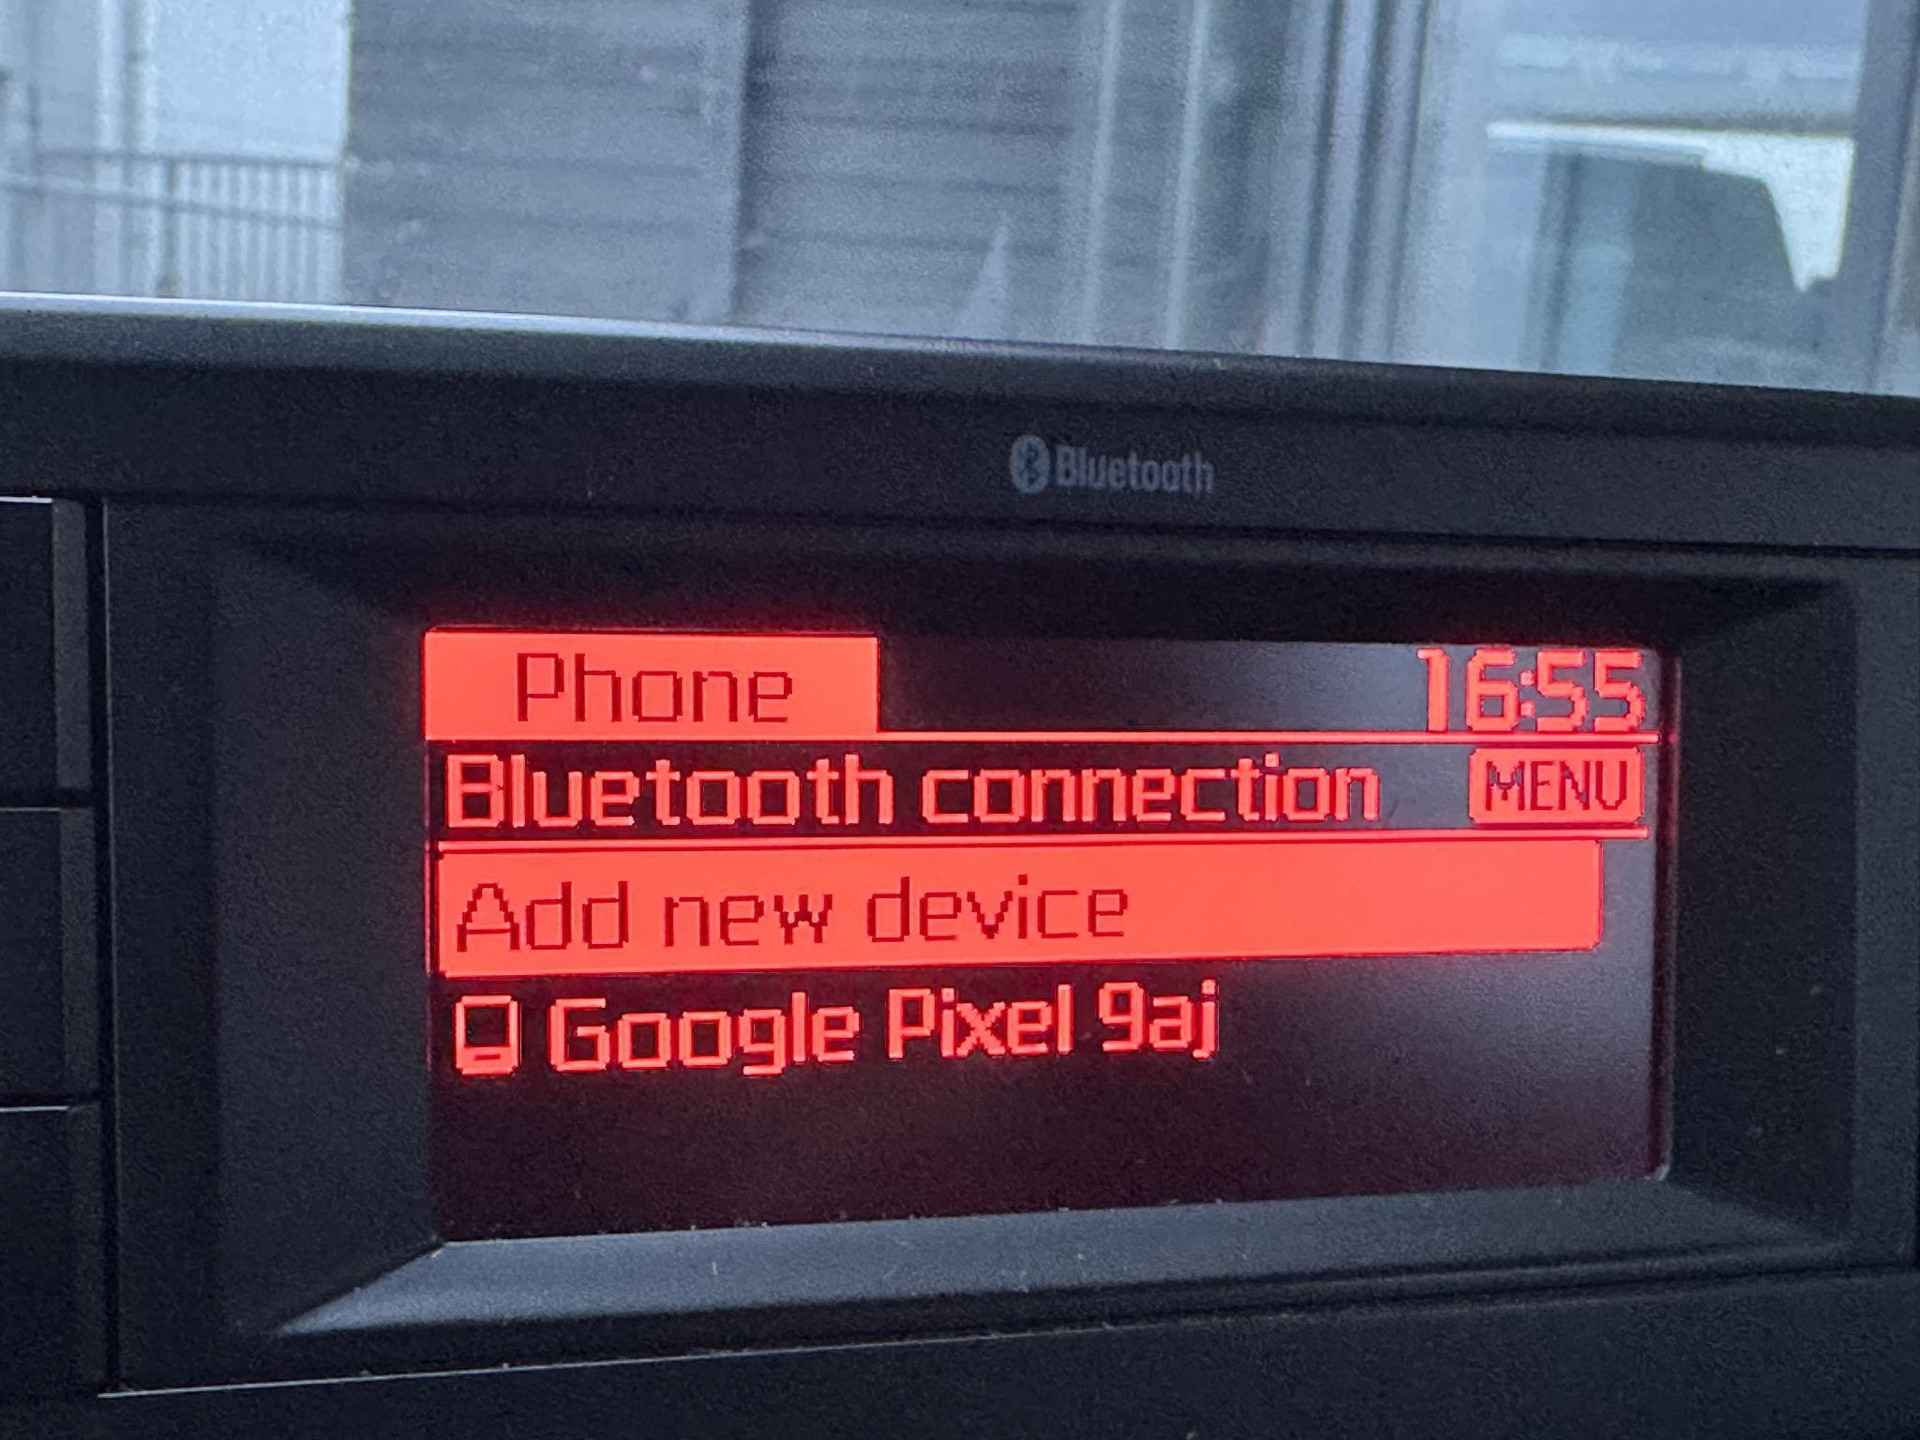 Bluetooth
Phone 16:55
Bluetooth connection MENU
Add new device
Google Pixel 9aj